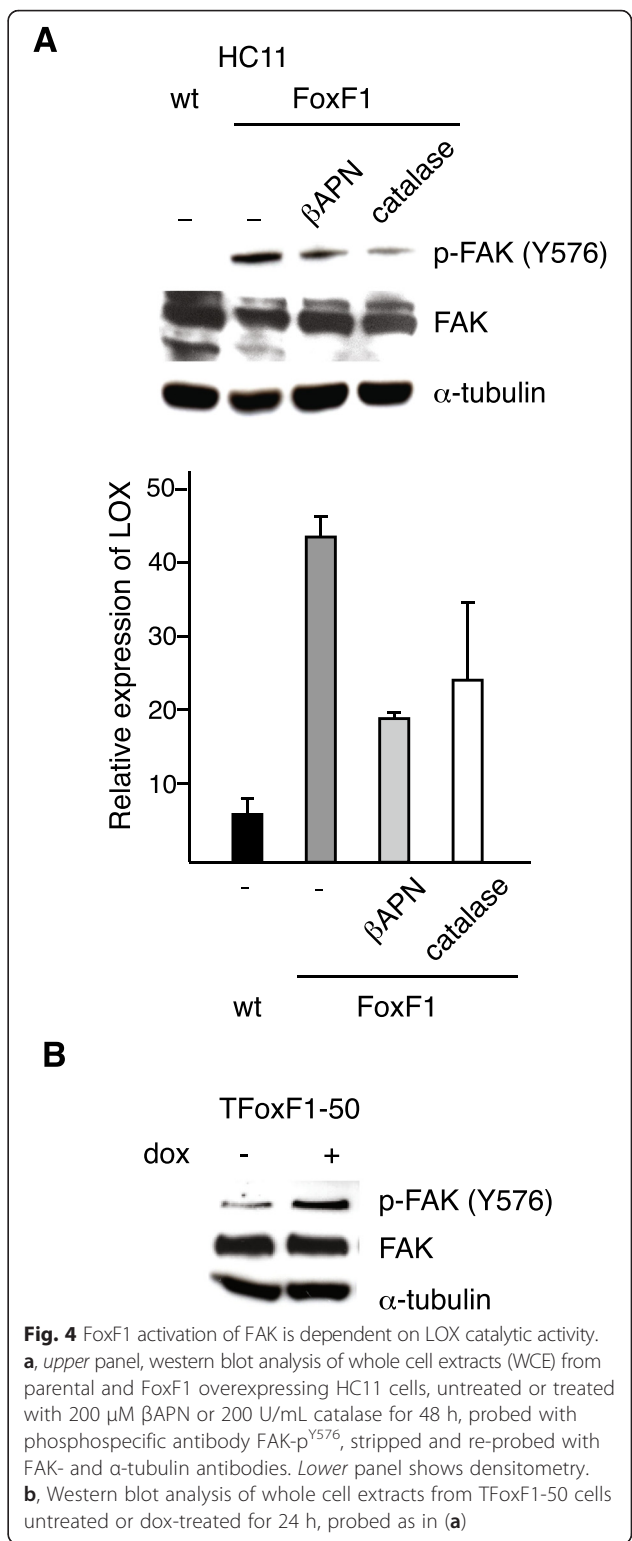 A
HC11
wt FoxF1
– – βAPN catalase
p-FAK (Y576)
FAK
α-tubulin
Relative expression of LOX
50
40
30
20
10
- - βAPN catalase
wt FoxF1
B
TFoxF1-50
dox - +
p-FAK (Y576)
FAK
α-tubulin
Fig. 4 FoxF1 activation of FAK is dependent on LOX catalytic activity.
a, upper panel, western blot analysis of whole cell extracts (WCE) from
parental and FoxF1 overexpressing HC11 cells, untreated or treated
with 200 μM βAPN or 200 U/mL catalase for 48 h, probed with
phosphospecific antibody FAK-pY576, stripped and re-probed with
FAK- and α-tubulin antibodies. Lower panel shows densitometry.
b, Western blot analysis of whole cell extracts from TFoxF1-50 cells
untreated or dox-treated for 24 h, probed as in (a)